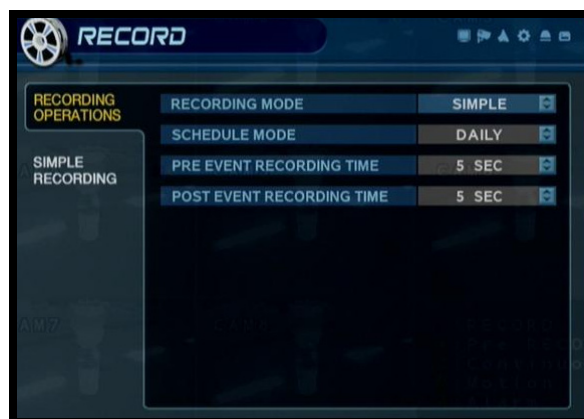 RECORD
RECORDING OPERATIONS
RECORDING MODE SIMPLE
SCHEDULE MODE DAILY
SIMPLE RECORDING
PRE EVENT RECORDING TIME 5 SEC
POST EVENT RECORDING TIME 5 SEC